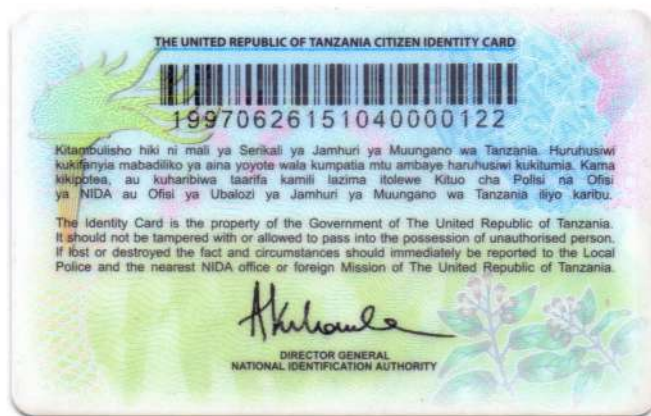 THE UNITED REPUBLIC OF TANZANIA CITIZEN IDENTITY CARD
19970626151040000122
Kitambulisho hiki ni mali ya Serikali ya Jamhuri ya Muungano wa Tanzania. Huruhusiwi
kukifanyia mabadiliko ya aina yoyote wala kumpatia mtu ambaye haruhusiwi kukitumia. Kama
kikipotea, au kuharibiwa taarifa kamili lazima itolewe Kituo cha Polisi na Ofisi
ya NIDA au Ofisi ya Ubalozi ya Jamhuri ya Muungano wa Tanzania iliyo karibu.
The Identity Card is the property of the Government of The United Republic of Tanzania.
It should not be tampered with or allowed to pass into the possession of unauthorised person.
If lost or destroyed the fact and circumstances should immediately be reported to the Local
Police and the nearest NIDA office or foreign Mission of The United Republic of Tanzania.
DIRECTOR GENERAL
NATIONAL IDENTIFICATION AUTHORITY